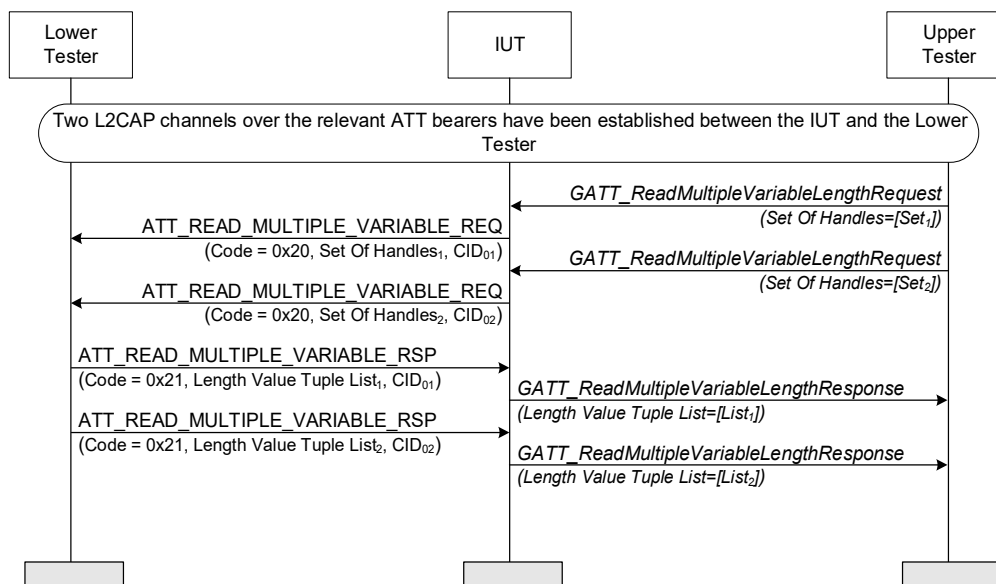 Lower
Tester
IUT
Upper
Tester
Two L2CAP channels over the relevant ATT bearers have been established between the IUT and the Lower
Tester
GATT_ReadMultipleVariableLengthRequest
(Set Of Handles=[Set₁])
ATT_READ_MULTIPLE_VARIABLE_REQ
(Code = 0x20, Set Of Handles₁, CID₀₁)
GATT_ReadMultipleVariableLengthRequest
(Set Of Handles=[Set₂])
ATT_READ_MULTIPLE_VARIABLE_REQ
(Code = 0x20, Set Of Handles₂, CID₀₂)
ATT_READ_MULTIPLE_VARIABLE_RSP
(Code = 0x21, Length Value Tuple List₁, CID₀₁)
GATT_ReadMultipleVariableLengthResponse
(Length Value Tuple List=[List₁])
ATT_READ_MULTIPLE_VARIABLE_RSP
(Code = 0x21, Length Value Tuple List₂, CID₀₂)
GATT_ReadMultipleVariableLengthResponse
(Length Value Tuple List=[List₂])